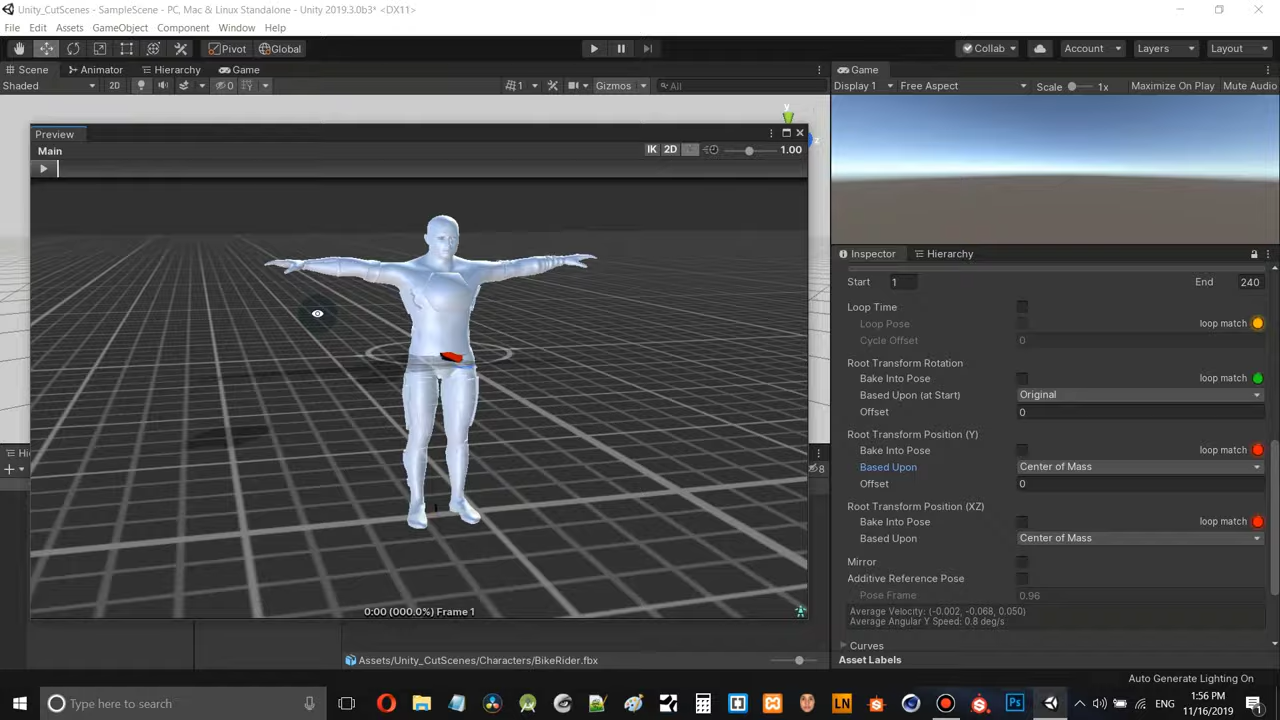 Unity_CutScenes - SampleScene - PC, Mac & Linux Standalone - Unity 2019.3.0b3* <DX11>
File Edit Assets GameObject Component Window Help
Pivot Global Collab Account Layers Layout
Scene Animator Hierarchy Game
Shaded 2D 0 1 Gizmos All
Game
Display 1 Free Aspect Scale 1x Maximize On Play Mute Audio
y
Preview
Main IK 2D 1.00
Inspector Hierarchy
Start 1 End 240
Loop Time
Loop Pose loop match
Cycle Offset 0
Root Transform Rotation
Bake Into Pose loop match
Based Upon (at Start) Original
Offset 0
Root Transform Position (Y)
Bake Into Pose loop match
Based Upon Center of Mass
Offset 0
Root Transform Position (XZ)
Bake Into Pose loop match
Based Upon Center of Mass
Mirror
Additive Reference Pose
Pose Frame 0.96
Average Velocity: (-0.002, -0.068, 0.050)
Average Angular Y Speed: 0.8 deg/s
Curves
Asset Labels
0:00 (000.0%) Frame 1
8
Assets/Unity_CutScenes/Characters/BikeRider.fbx
Auto Generate Lighting On
Type here to search
LN Ps ENG
1:56 PM
11/16/2019